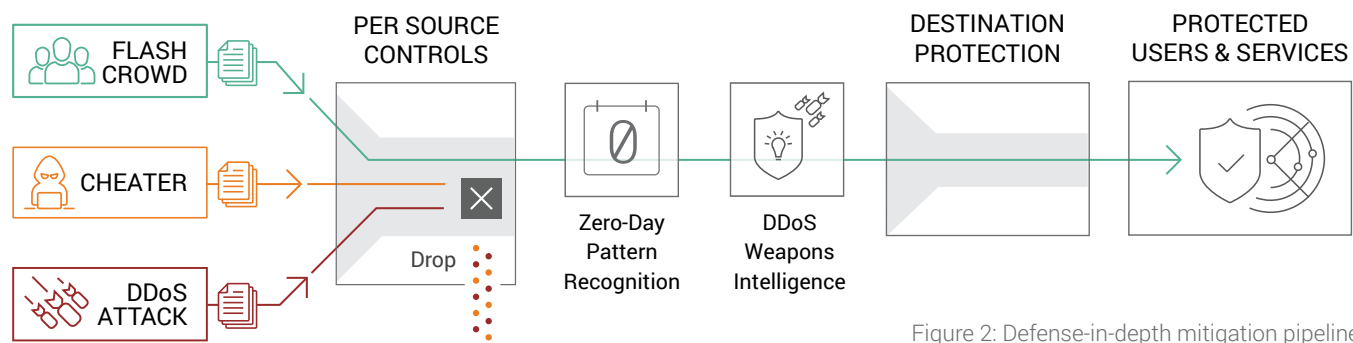 FLASH
CROWD
CHEATER
DDoS
ATTACK
PER SOURCE
CONTROLS
Drop
0
Zero-Day
Pattern
Recognition
DDoS
Weapons
Intelligence
DESTINATION
PROTECTION
PROTECTED
USERS & SERVICES
Figure 2: Defense-in-depth mitigation pipeline